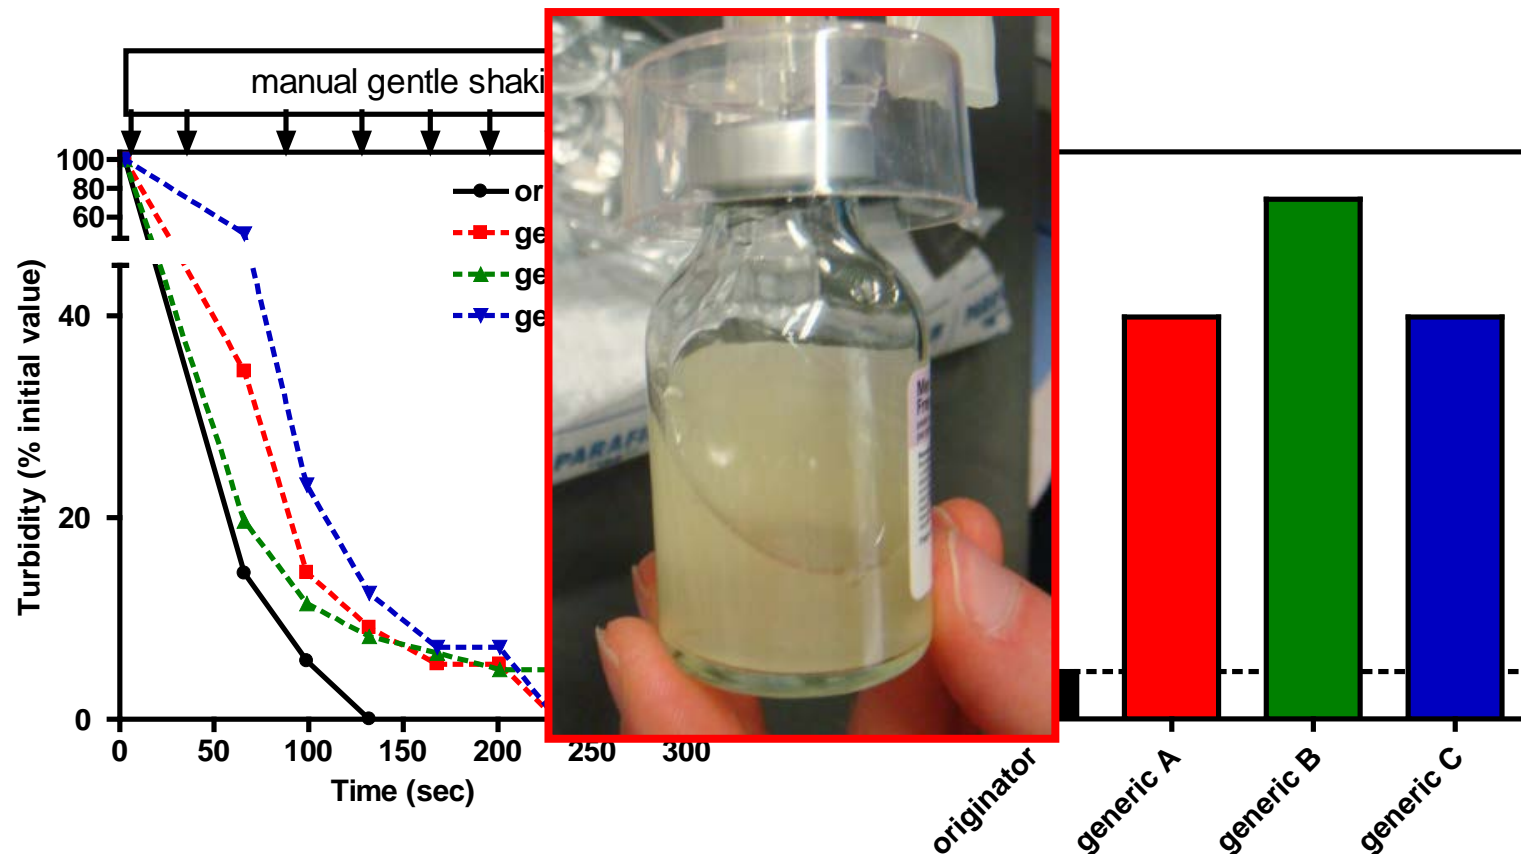 manual gentle shaki
100
80
60
40
20
0
Turbidity (% initial value)
or
ge
ge
ge
0 50 100 150 200 250 300
Time (sec)
PARAFI
Me
originator
generic A
generic B
generic C